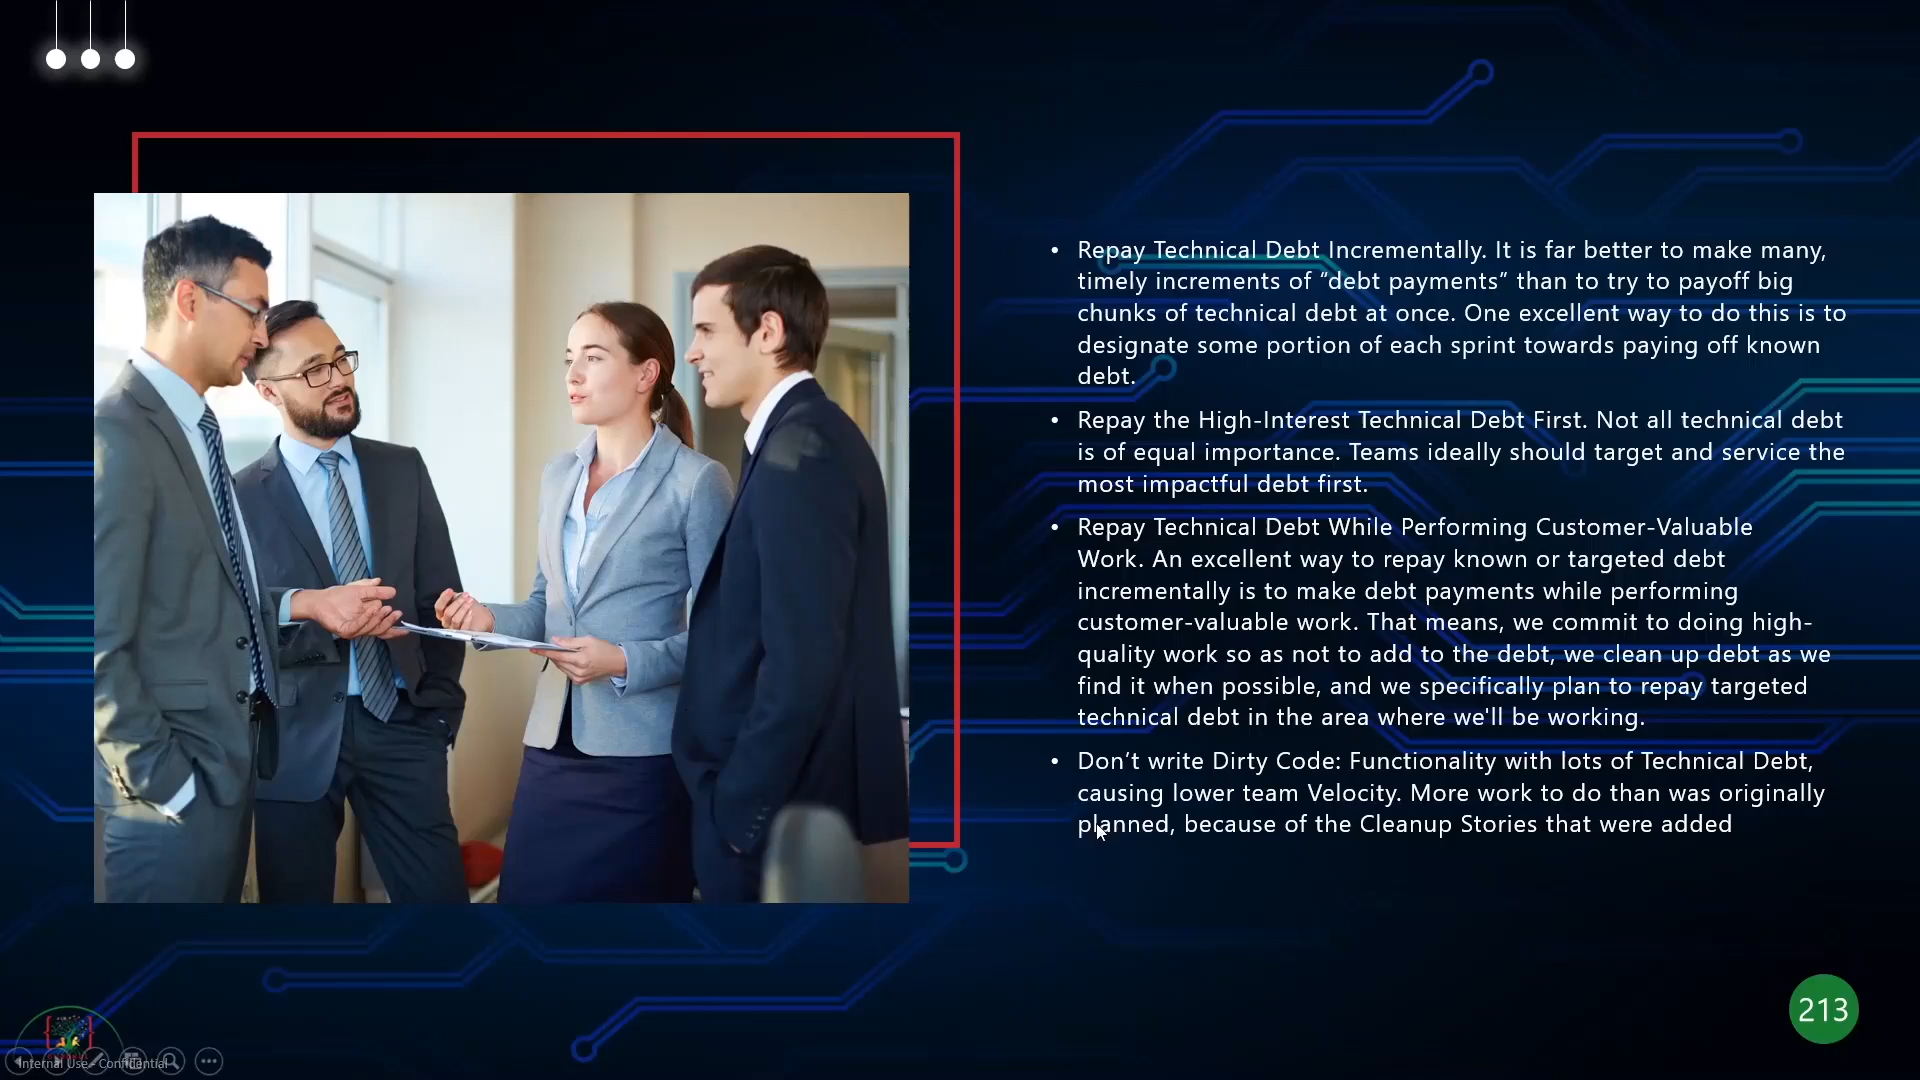 • Repay Technical Debt Incrementally. It is far better to make many,
timely increments of “debt payments” than to try to payoff big
chunks of technical debt at once. One excellent way to do this is to
designate some portion of each sprint towards paying off known
debt.
• Repay the High-Interest Technical Debt First. Not all technical debt
is of equal importance. Teams ideally should target and service the
most impactful debt first.
• Repay Technical Debt While Performing Customer-Valuable
Work. An excellent way to repay known or targeted debt
incrementally is to make debt payments while performing
customer-valuable work. That means, we commit to doing high-
quality work so as not to add to the debt, we clean up debt as we
find it when possible, and we specifically plan to repay targeted
technical debt in the area where we'll be working.
• Don’t write Dirty Code: Functionality with lots of Technical Debt,
causing lower team Velocity. More work to do than was originally
planned, because of the Cleanup Stories that were added
213
Internal Use - Confidential